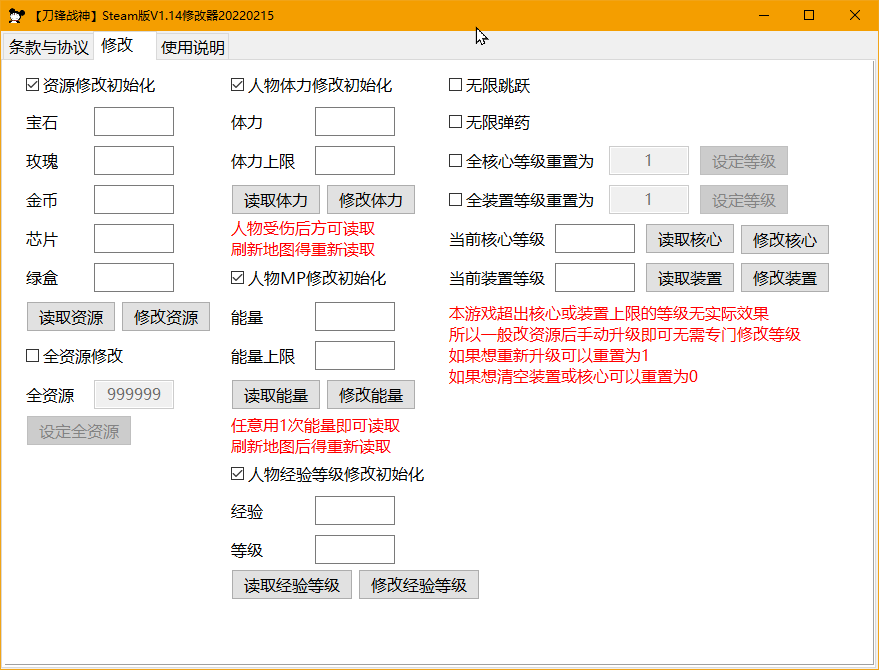 【刀锋战神】Steam版V1.14修改器20220215
条款与协议 修改 使用说明
资源修改初始化
宝石
玫瑰
金币
芯片
绿盒
读取资源 修改资源
全资源修改
全资源 999999
设定全资源
人物体力修改初始化
体力
体力上限
读取体力 修改体力
人物受伤后方可读取
刷新地图得重新读取
人物MP修改初始化
能量
能量上限
读取能量 修改能量
任意用1次能量即可读取
刷新地图后得重新读取
人物经验等级修改初始化
经验
等级
读取经验等级 修改经验等级
无限跳跃
无限弹药
全核心等级重置为 1 设定等级
全装置等级重置为 1 设定等级
当前核心等级 读取核心 修改核心
当前装置等级 读取装置 修改装置
本游戏超出核心或装置上限的等级无实际效果
所以一般改资源后手动升级即可无需专门修改等级
如果想重新升级可以重置为1
如果想清空装置或核心可以重置为0